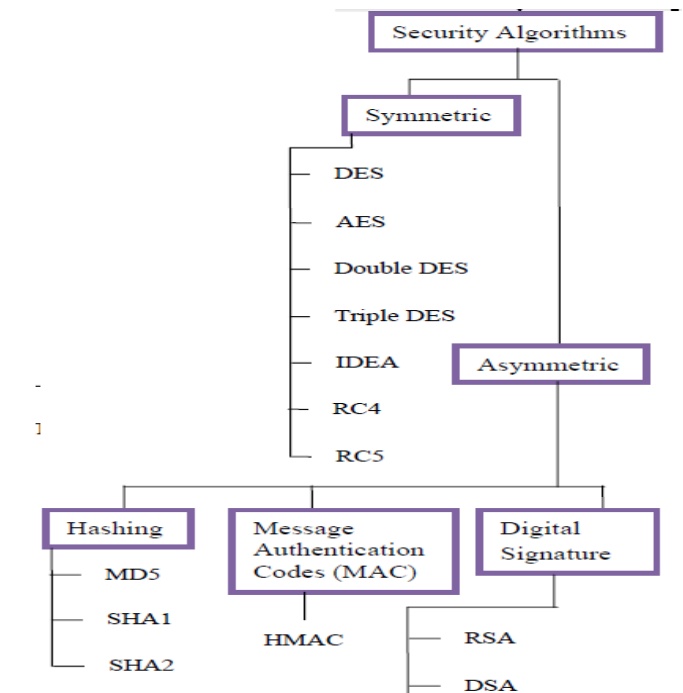 Security Algorithms
Symmetric
DES
AES
Double DES
Triple DES
IDEA
RC4
RC5
Asymmetric
Hashing
MD5
SHA1
SHA2
Message
Authentication
Codes (MAC)
HMAC
Digital
Signature
RSA
DSA